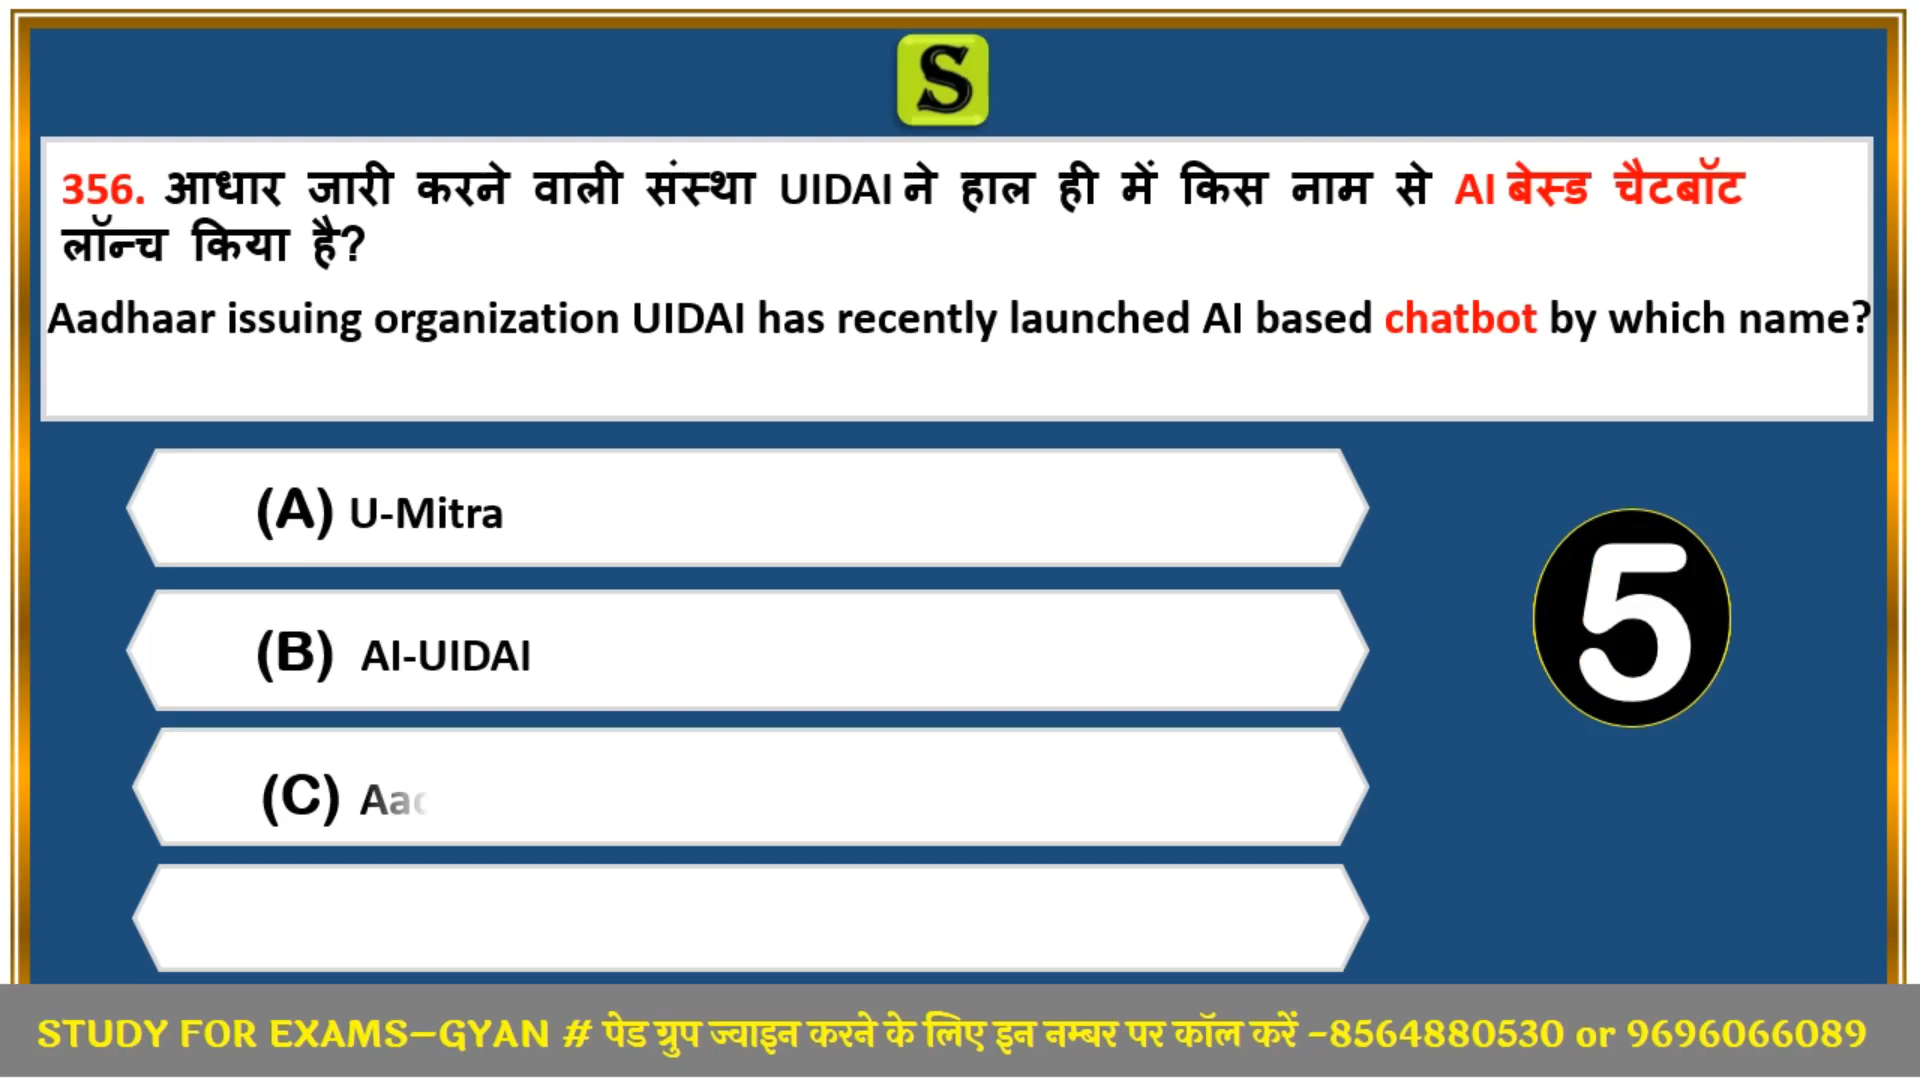 S
356. आधार जारी करने वाली संस्था UIDAI ने हाल ही में किस नाम से AI बेस्ड चैटबॉट
लॉन्च किया है?
Aadhaar issuing organization UIDAI has recently launched AI based chatbot by which name?
(A) U-Mitra
(B) AI-UIDAI
5
(C) Aad
STUDY FOR EXAMS–GYAN # पेड ग्रुप ज्वाइन करने के लिए इन नम्बर पर कॉल करें -8564880530 or 9696066089